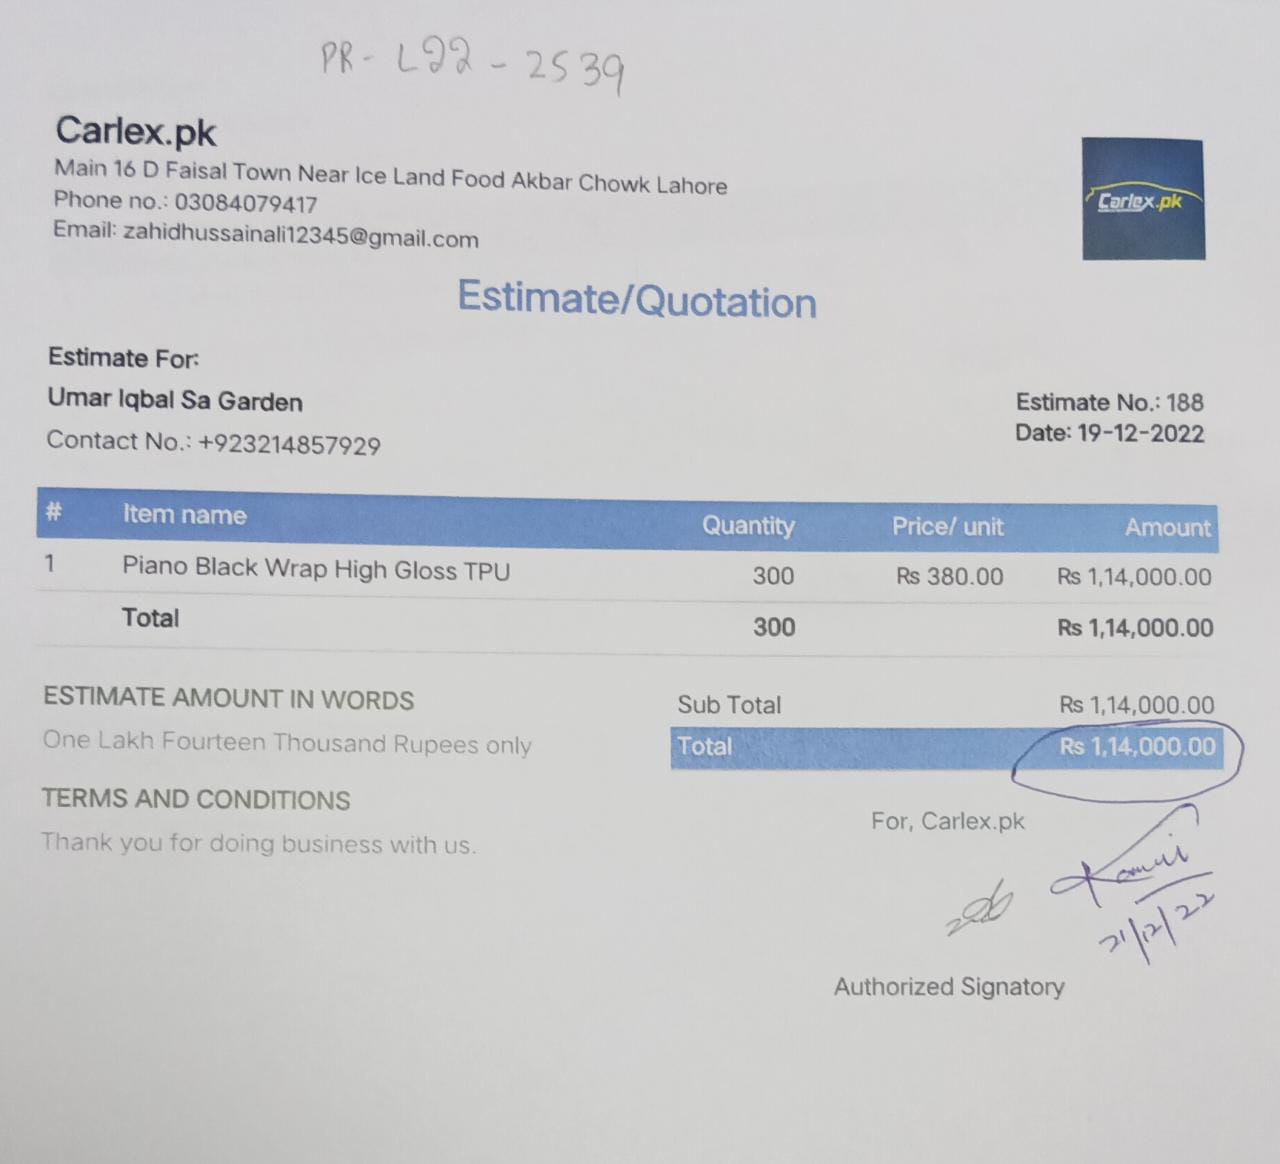 PR - L22 - 2539
Carlex.pk
Main 16 D Faisal Town Near Ice Land Food Akbar Chowk Lahore
Phone no.: 03084079417
Email: zahidhussainali12345@gmail.com
Carlex.pk
Estimate/Quotation
Estimate For:
Umar Iqbal Sa Garden
Contact No.: +923214857929
Estimate No.: 188
Date: 19-12-2022
# Item name Quantity Price/ unit Amount
1 Piano Black Wrap High Gloss TPU 300 Rs 380.00 Rs 1,14,000.00
Total 300 Rs 1,14,000.00
ESTIMATE AMOUNT IN WORDS
One Lakh Fourteen Thousand Rupees only
TERMS AND CONDITIONS
Thank you for doing business with us.
Sub Total Rs 1,14,000.00
Total Rs 1,14,000.00
For, Carlex.pk
21/12/22
Authorized Signatory